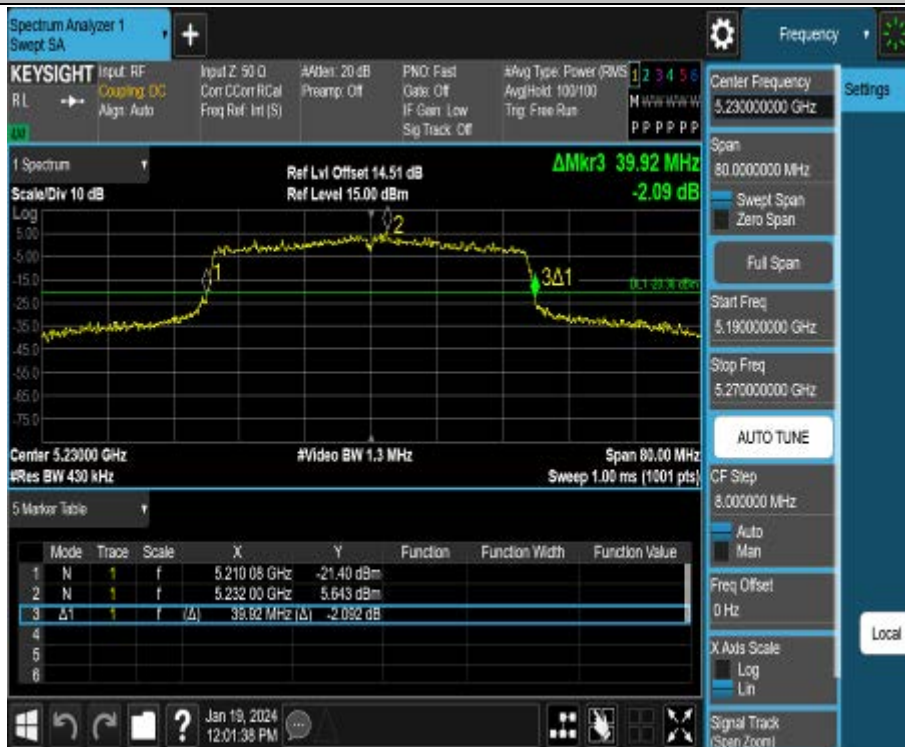 Spectrum Analyzer 1
Swept SA
+
Frequency
KEYSIGHT
RL
Input: RF
Coupling: DC
Align: Auto
Input Z: 50 Ω
Corr CCorr RCal
Freq Ref: Int (S)
#Atten: 20 dB
Preamp: Off
PNO: Fast
Gate: Off
IF Gain: Low
Sig Track: Off
#Avg Type: Power (RMS
Avg|Hold: 100/100
Trig: Free Run
1 2 3 4 5 6
M W W W W W
P P P P P P
1 Spectrum
Scale/Div 10 dB
Ref Lvl Offset 14.51 dB
Ref Level 15.00 dBm
ΔMkr3 39.92 MHz
-2.09 dB
Log
5.00
-5.00
-15.0
-25.0
-35.0
-45.0
-55.0
-65.0
-75.0
1
2
3Δ1
Center 5.23000 GHz
#Res BW 430 kHz
#Video BW 1.3 MHz
Span 80.00 MHz
Sweep 1.00 ms (1001 pts)
5 Marker Table
Mode Trace Scale X Y Function Function Width Function Value
1 N 1 f 5.210 08 GHz -21.40 dBm
2 N 1 f 5.232 00 GHz 5.643 dBm
3 Δ1 1 f (Δ) 39.92 MHz (Δ) -2.092 dB
4
5
6
Jan 19, 2024
12:01:38 PM
Center Frequency
5.230000000 GHz
Settings
Span
80.0000000 MHz
Swept Span
Zero Span
Full Span
Start Freq
5.190000000 GHz
Stop Freq
5.270000000 GHz
AUTO TUNE
CF Step
8.000000 MHz
Auto
Man
Freq Offset
0 Hz
X Axis Scale
Log
Lin
Signal Track
(Span Zoom)
Local